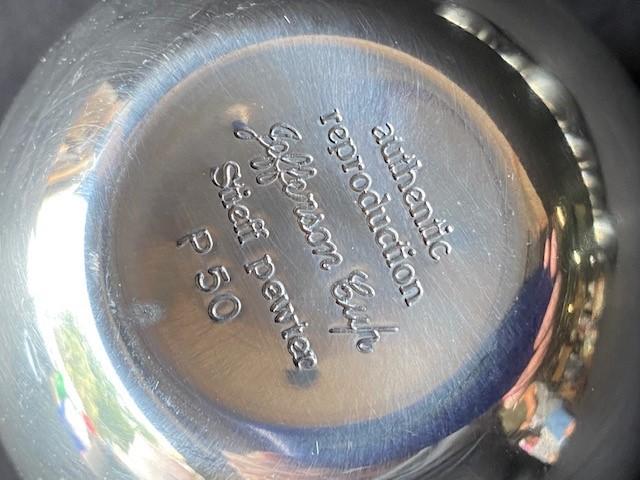 authentic
reproduction
Jefferson Cup
Stieff Pewter
P 50